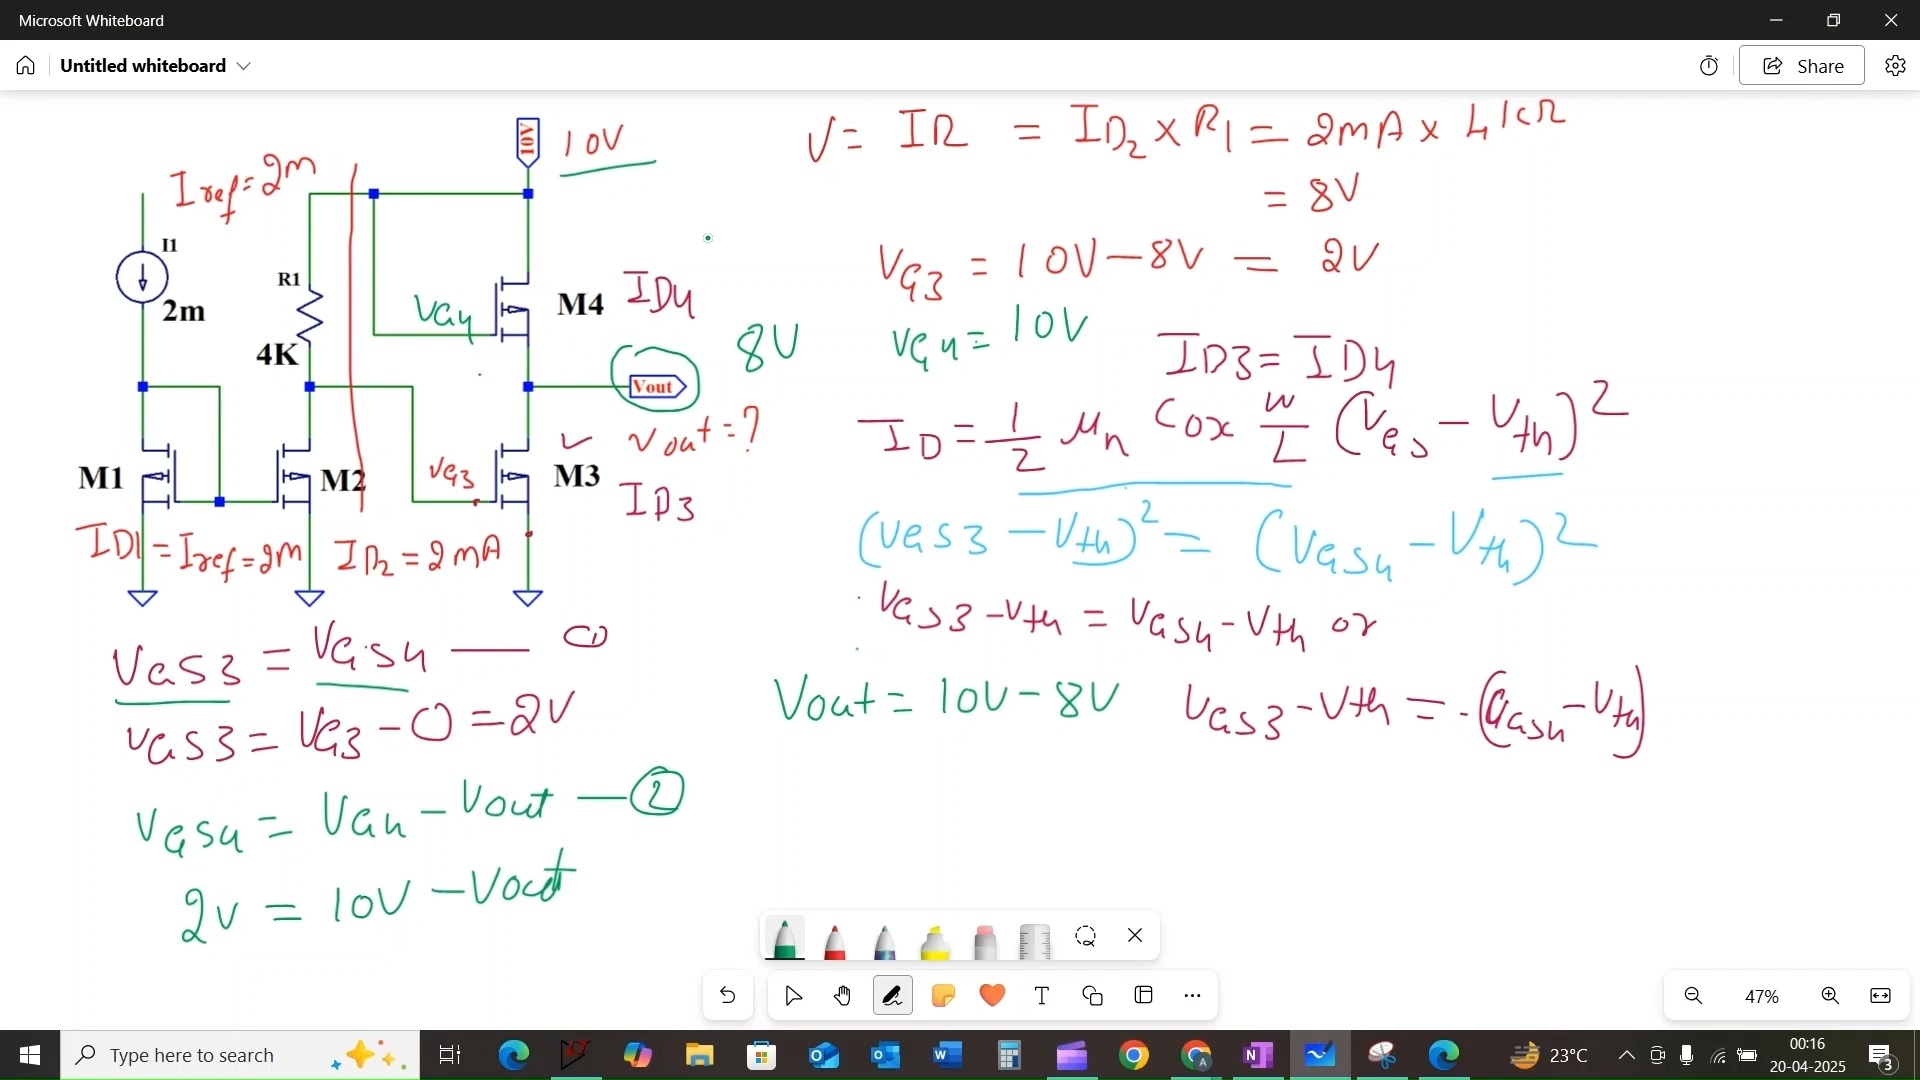 Microsoft Whiteboard
Untitled whiteboard
Share
Iref = 2m
10V
10V
I1
2m
R1
4K
VG4
M4
ID4
8V
Vout
Vout = ?
M1
M2
VG3
M3
ID3
ID1 = Iref = 2m
ID2 = 2mA
VGS3 = VGS4 — (1)
VGS3 = VG3 - 0 = 2V
VGS4 = VG4 - Vout — (2)
2V = 10V - Vout
V = IR = ID2 × R1 = 2mA × 4KΩ
= 8V
VG3 = 10V - 8V = 2V
VG4 = 10V
ID3 = ID4
ID = 1/2 μn Cox W/L (VGS - Vth)²
(VGS3 - Vth)² = (VGS4 - Vth)²
VGS3 - Vth = VGS4 - Vth or
Vout = 10V - 8V
VGS3 - Vth = -(VGS4 - Vth)
47%
Type here to search
23°C
00:16
20-04-2025
3